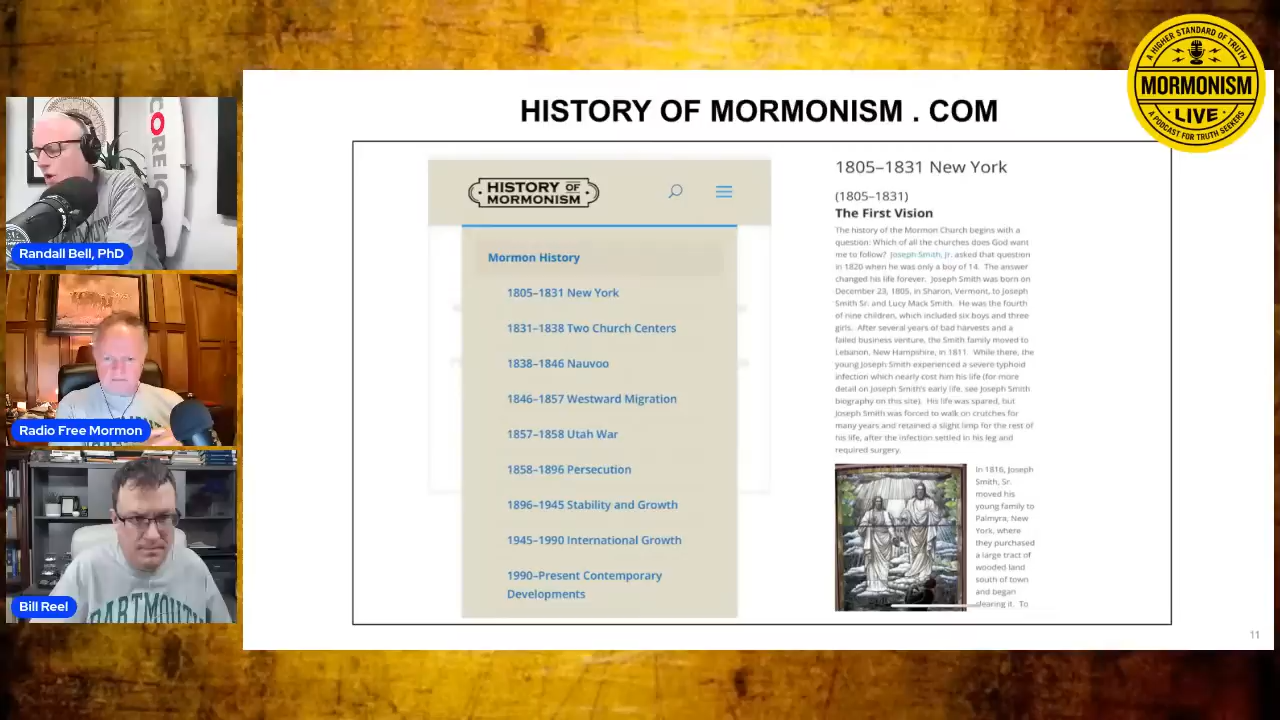 HISTORY OF MORMONISM . COM
A HIGHER STANDARD OF TRUTH
MORMONISM
LIVE
A PODCAST FOR TRUTH SEEKERS
CORE IQ
Randall Bell, PhD
Radio Free Mormon
DARTMOUTH
Bill Reel
HISTORY OF
MORMONISM
Mormon History
1805–1831 New York
1831–1838 Two Church Centers
1838–1846 Nauvoo
1846–1857 Westward Migration
1857–1858 Utah War
1858–1896 Persecution
1896–1945 Stability and Growth
1945–1990 International Growth
1990–Present Contemporary
Developments
1805–1831 New York
(1805–1831)
The First Vision
The history of the Mormon Church begins with a
question: Which of all the churches does God want
me to follow? Joseph Smith, Jr. asked that question
in 1820 when he was only a boy of 14. The answer
changed his life forever. Joseph Smith was born on
December 23, 1805, in Sharon, Vermont, to Joseph
Smith Sr. and Lucy Mack Smith. He was the fourth
of nine children, which included six boys and three
girls. After several years of bad harvests and a
failed business venture, the Smith family moved to
Lebanon, New Hampshire, in 1811. While there, the
young Joseph Smith experienced a severe typhoid
infection which nearly cost him his life (for more
detail on Joseph Smith's early life, see Joseph Smith
biography on this site). His life was spared, but
Joseph Smith was forced to walk on crutches for
many years and retained a slight limp for the rest of
his life, after the infection settled in his leg and
required surgery.
In 1816, Joseph
Smith, Sr.
moved his
young family to
Palmyra, New
York, where
they purchased
a large tract of
wooded land
south of town
and began
clearing it. To
11